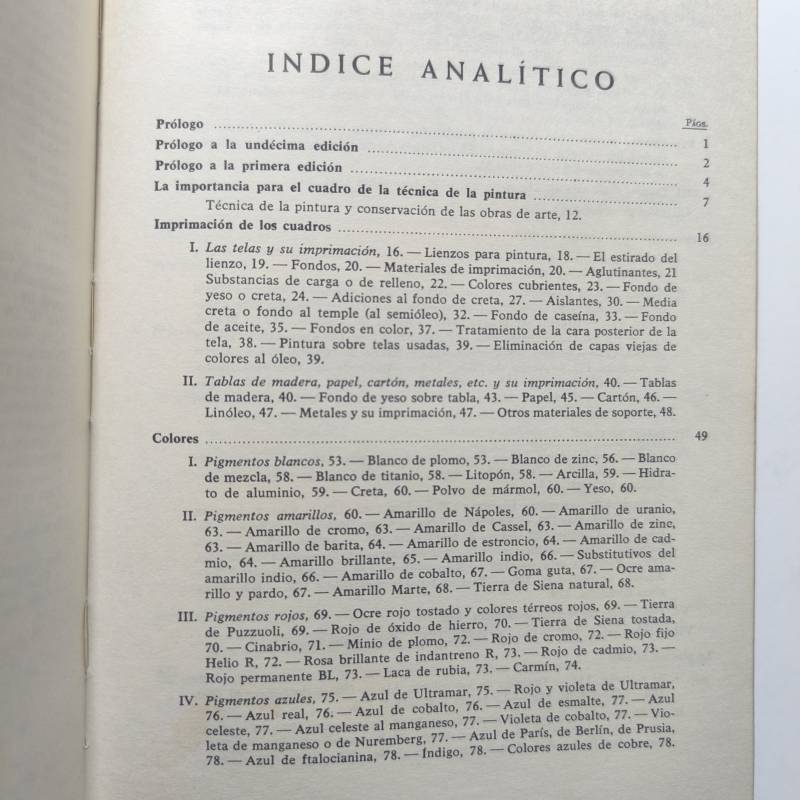 INDICE ANALÍTICO
Págs.
Prólogo ........ 1
Prólogo a la undécima edición ........ 2
Prólogo a la primera edición ........ 4
La importancia para el cuadro de la técnica de la pintura ........ 7
Técnica de la pintura y conservación de las obras de arte, 12.
Imprimación de los cuadros ........ 16
I. Las telas y su imprimación, 16. — Lienzos para pintura, 18. — El estirado del
lienzo, 19. — Fondos, 20. — Materiales de imprimación, 20. — Aglutinantes, 21
Substancias de carga o de relleno, 22. — Colores cubrientes, 23. — Fondo de
yeso o creta, 24. — Adiciones al fondo de creta, 27. — Aislantes, 30. — Media
creta o fondo al temple (al semióleo), 32. — Fondo de caseína, 33. — Fondo
de aceite, 35. — Fondos en color, 37. — Tratamiento de la cara posterior de la
tela, 38. — Pintura sobre telas usadas, 39. — Eliminación de capas viejas de
colores al óleo, 39.
II. Tablas de madera, papel, cartón, metales, etc. y su imprimación, 40. — Tablas
de madera, 40. — Fondo de yeso sobre tabla, 43. — Papel, 45. — Cartón, 46. —
Linóleo, 47. — Metales y su imprimación, 47. — Otros materiales de soporte, 48.
Colores ........ 49
I. Pigmentos blancos, 53. — Blanco de plomo, 53. — Blanco de zinc, 56. — Blanco
de mezcla, 58. — Blanco de titanio, 58. — Litopón, 58. — Arcilla, 59. — Hidra-
to de aluminio, 59. — Creta, 60. — Polvo de mármol, 60. — Yeso, 60.
II. Pigmentos amarillos, 60. — Amarillo de Nápoles, 60. — Amarillo de uranio,
63. — Amarillo de cromo, 63. — Amarillo de Cassel, 63. — Amarillo de zinc,
63. — Amarillo de barita, 64. — Amarillo de estroncio, 64. — Amarillo de cad-
mio, 64. — Amarillo brillante, 65. — Amarillo indio, 66. — Substitutivos del
amarillo indio, 66. — Amarillo de cobalto, 67. — Goma guta, 67. — Ocre ama-
rillo y pardo, 67. — Amarillo Marte, 68. — Tierra de Siena natural, 68.
III. Pigmentos rojos, 69. — Ocre rojo tostado y colores térreos rojos, 69. — Tierra
de Puzzuoli, 69. — Rojo de óxido de hierro, 70. — Tierra de Siena tostada,
70. — Cinabrio, 71. — Minio de plomo, 72. — Rojo de cromo, 72. — Rojo fijo
Helio R, 72. — Rosa brillante de indantreno R, 73. — Rojo de cadmio, 73. —
Rojo permanente BL, 73. — Laca de rubia, 73. — Carmín, 74.
IV. Pigmentos azules, 75. — Azul de Ultramar, 75. — Rojo y violeta de Ultramar,
76. — Azul real, 76. — Azul de cobalto, 76. — Azul de esmalte, 77. — Azul
celeste, 77. — Azul celeste al manganeso, 77. — Violeta de cobalto, 77. — Vio-
leta de manganeso o de Nuremberg, 77. — Azul de París, de Berlín, de Prusia,
78. — Azul de ftalocianina, 78. — Índigo, 78. — Colores azules de cobre, 78.